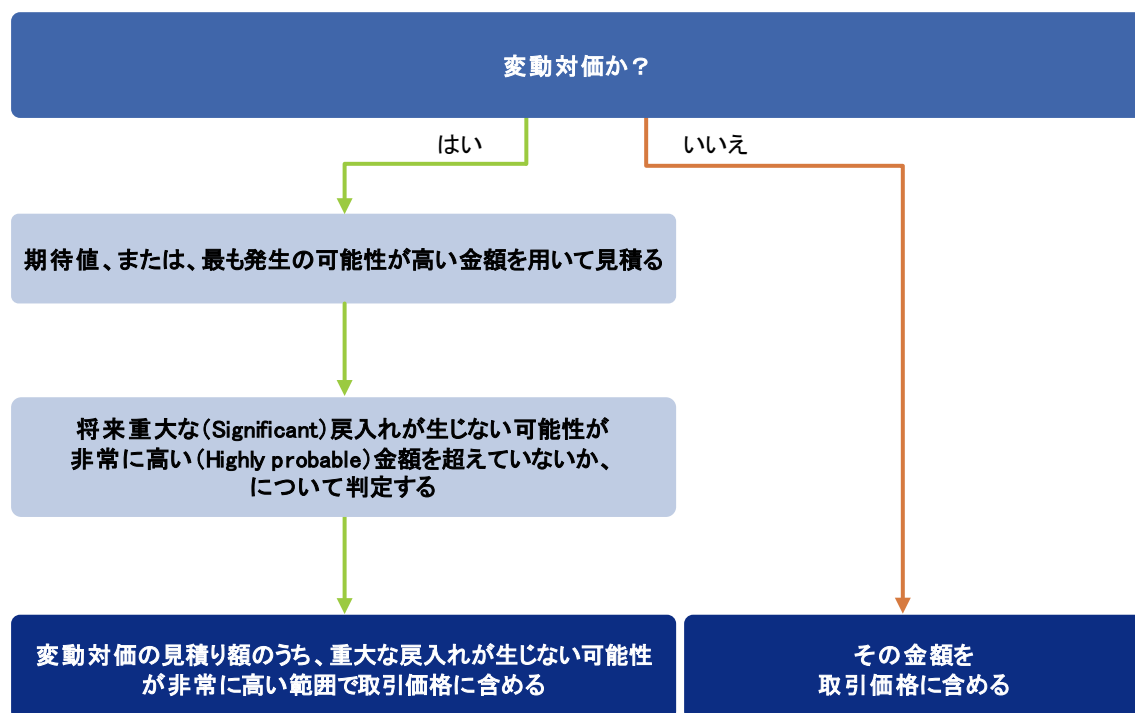 変動対価か？
はい
いいえ
期待値、または、最も発生の可能性が高い金額を用いて見積る
将来重大な（Significant）戻入れが生じない可能性が
非常に高い（Highly probable）金額を超えていないか、
について判定する
変動対価の見積り額のうち、重大な戻入れが生じない可能性
が非常に高い範囲で取引価格に含める
その金額を
取引価格に含める